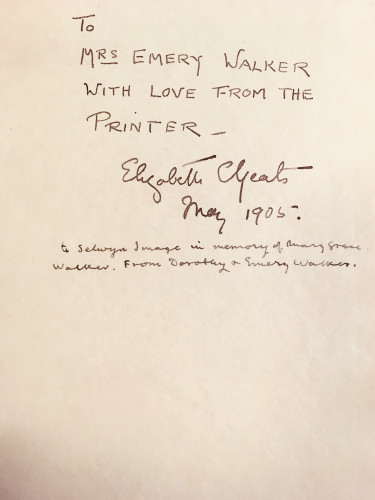 To
MRS EMERY WALKER
WITH LOVE FROM THE
PRINTER —
Elizabeth C Yeats
May 1905.
to Selwyn Image in memory of Mary Grace
Walker. From Dorothy & Emery Walker.